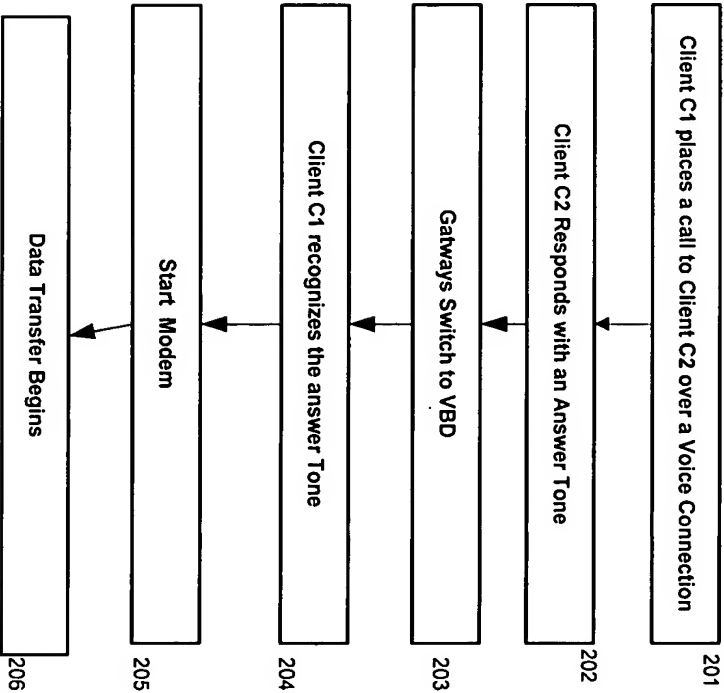 Client C1 places a call to Client C2 over a Voice Connection
201
Client C2 Responds with an Answer Tone
202
Gatways Switch to VBD
203
Client C1 recognizes the answer Tone
204
Start Modem
205
Data Transfer Begins
206